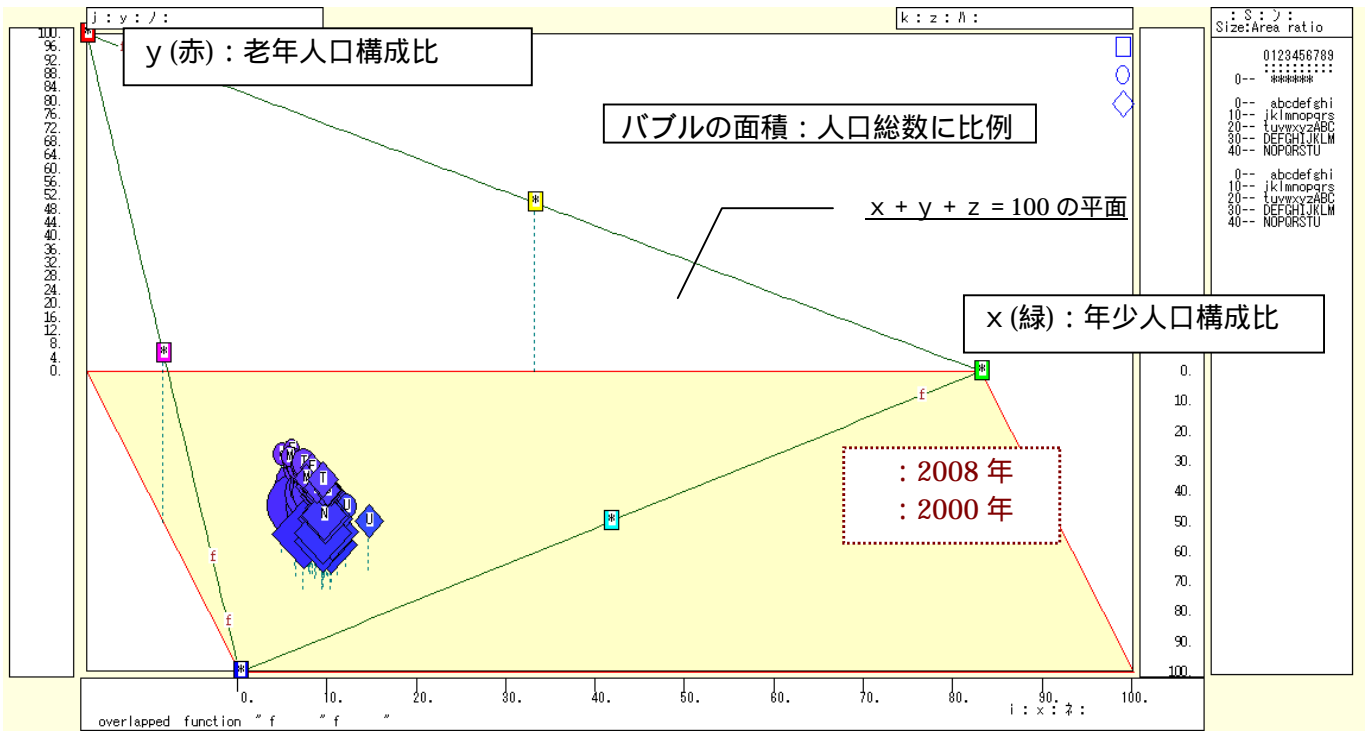 j : y : ﾉ :
k : z : ﾊ :
: S : ﾝ :
Size:Area ratio
0123456789
::::::::::
0-- ******
0-- abcdefghi
10-- jklmnopqrs
20-- tuvwxyzABC
30-- DEFGHIJKLM
40-- NOPQRSTU
0-- abcdefghi
10-- jklmnopqrs
20-- tuvwxyzABC
30-- DEFGHIJKLM
40-- NOPQRSTU
y (赤)：老年人口構成比
バブルの面積：人口総数に比例
x + y + z = 100 の平面
x (緑)：年少人口構成比
：2008 年
：2000 年
100.
96.
92.
88.
84.
80.
76.
72.
68.
64.
60.
56.
52.
48.
44.
40.
36.
32.
28.
24.
20.
16.
12.
8.
4.
0.
0.
10.
20.
30.
40.
50.
60.
70.
80.
90.
100.
*
*
*
*
*
*
f
f
f
T
M
T
N
U
U
0. 10. 20. 30. 40. 50. 60. 70. 80. 90. 100.
i : x : ﾈ :
overlapped function " f " f "